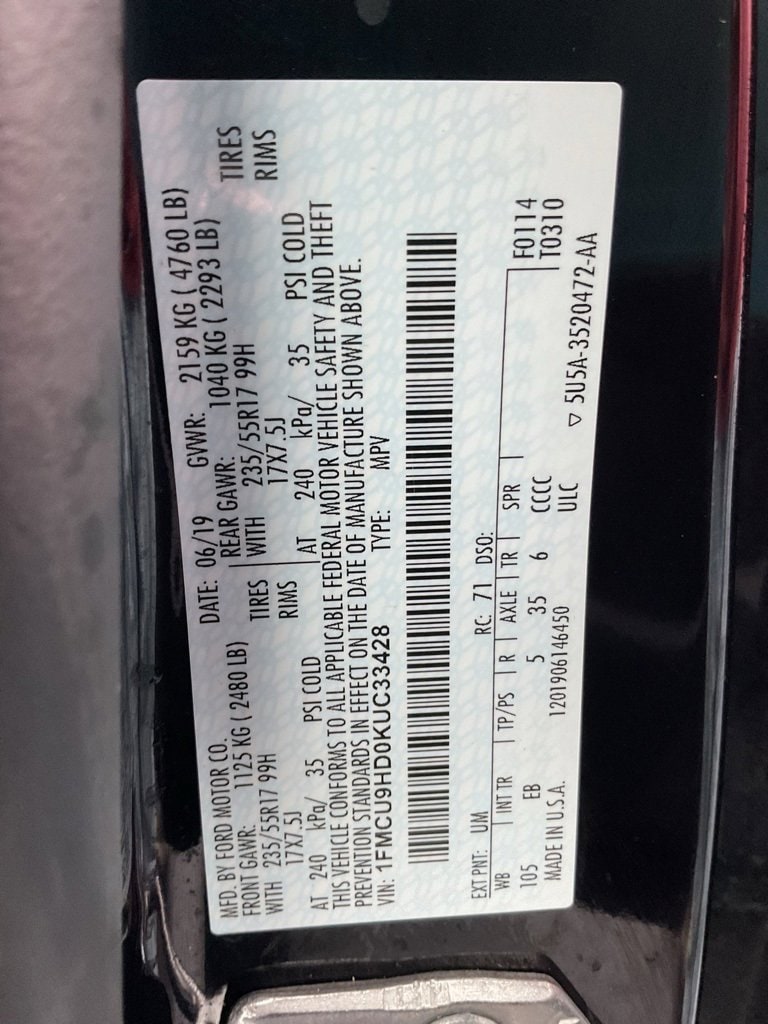 MFD. BY FORD MOTOR CO.
DATE: 06/19 GVWR: 2159 KG ( 4760 LB)
FRONT GAWR: 1125 KG ( 2480 LB) REAR GAWR: 1040 KG ( 2293 LB)
WITH 235/55R17 99H TIRES WITH 235/55R17 99H TIRES
17X7.5J RIMS 17X7.5J RIMS
AT 240 kPa/ 35 PSI COLD AT 240 kPa/ 35 PSI COLD
THIS VEHICLE CONFORMS TO ALL APPLICABLE FEDERAL MOTOR VEHICLE SAFETY AND THEFT
PREVENTION STANDARDS IN EFFECT ON THE DATE OF MANUFACTURE SHOWN ABOVE.
VIN: 1FMCU9HD0KUC33428 TYPE: MPV
EXT PNT: UM RC: 71 DSO:
WB INT TR TP/PS R AXLE TR SPR F0114
105 EB 5 35 6 CCCC T0310
MADE IN U.S.A. 1201906146450 ULC
▽ 5U5A-3520472-AA